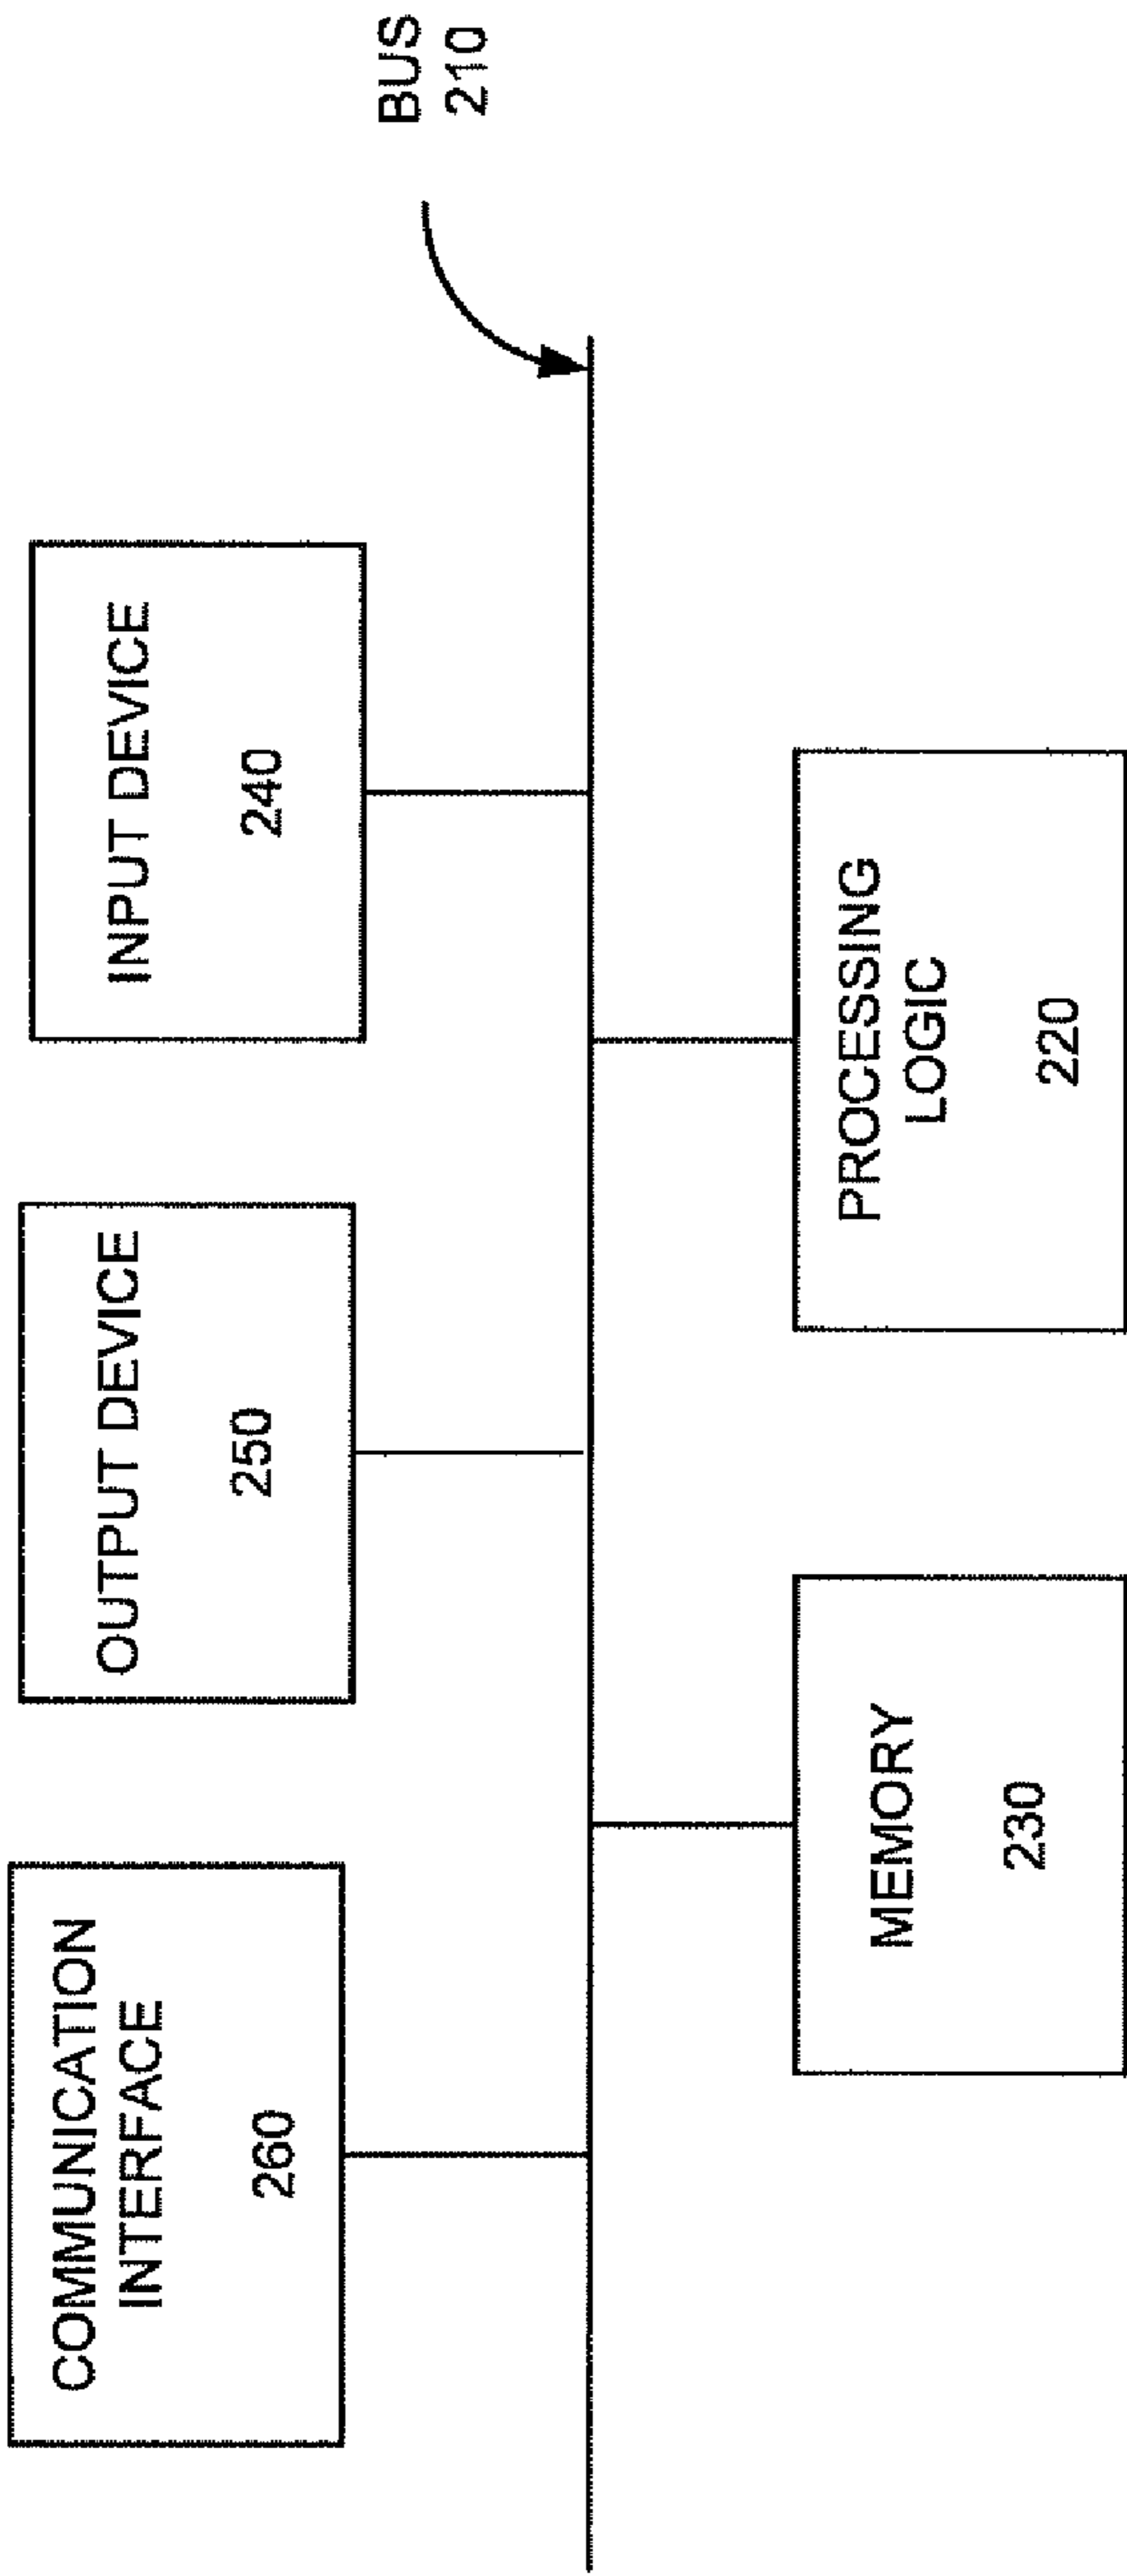 COMMUNICATION
INTERFACE
260
OUTPUT DEVICE
250
INPUT DEVICE
240
BUS
210
MEMORY
230
PROCESSING
LOGIC
220